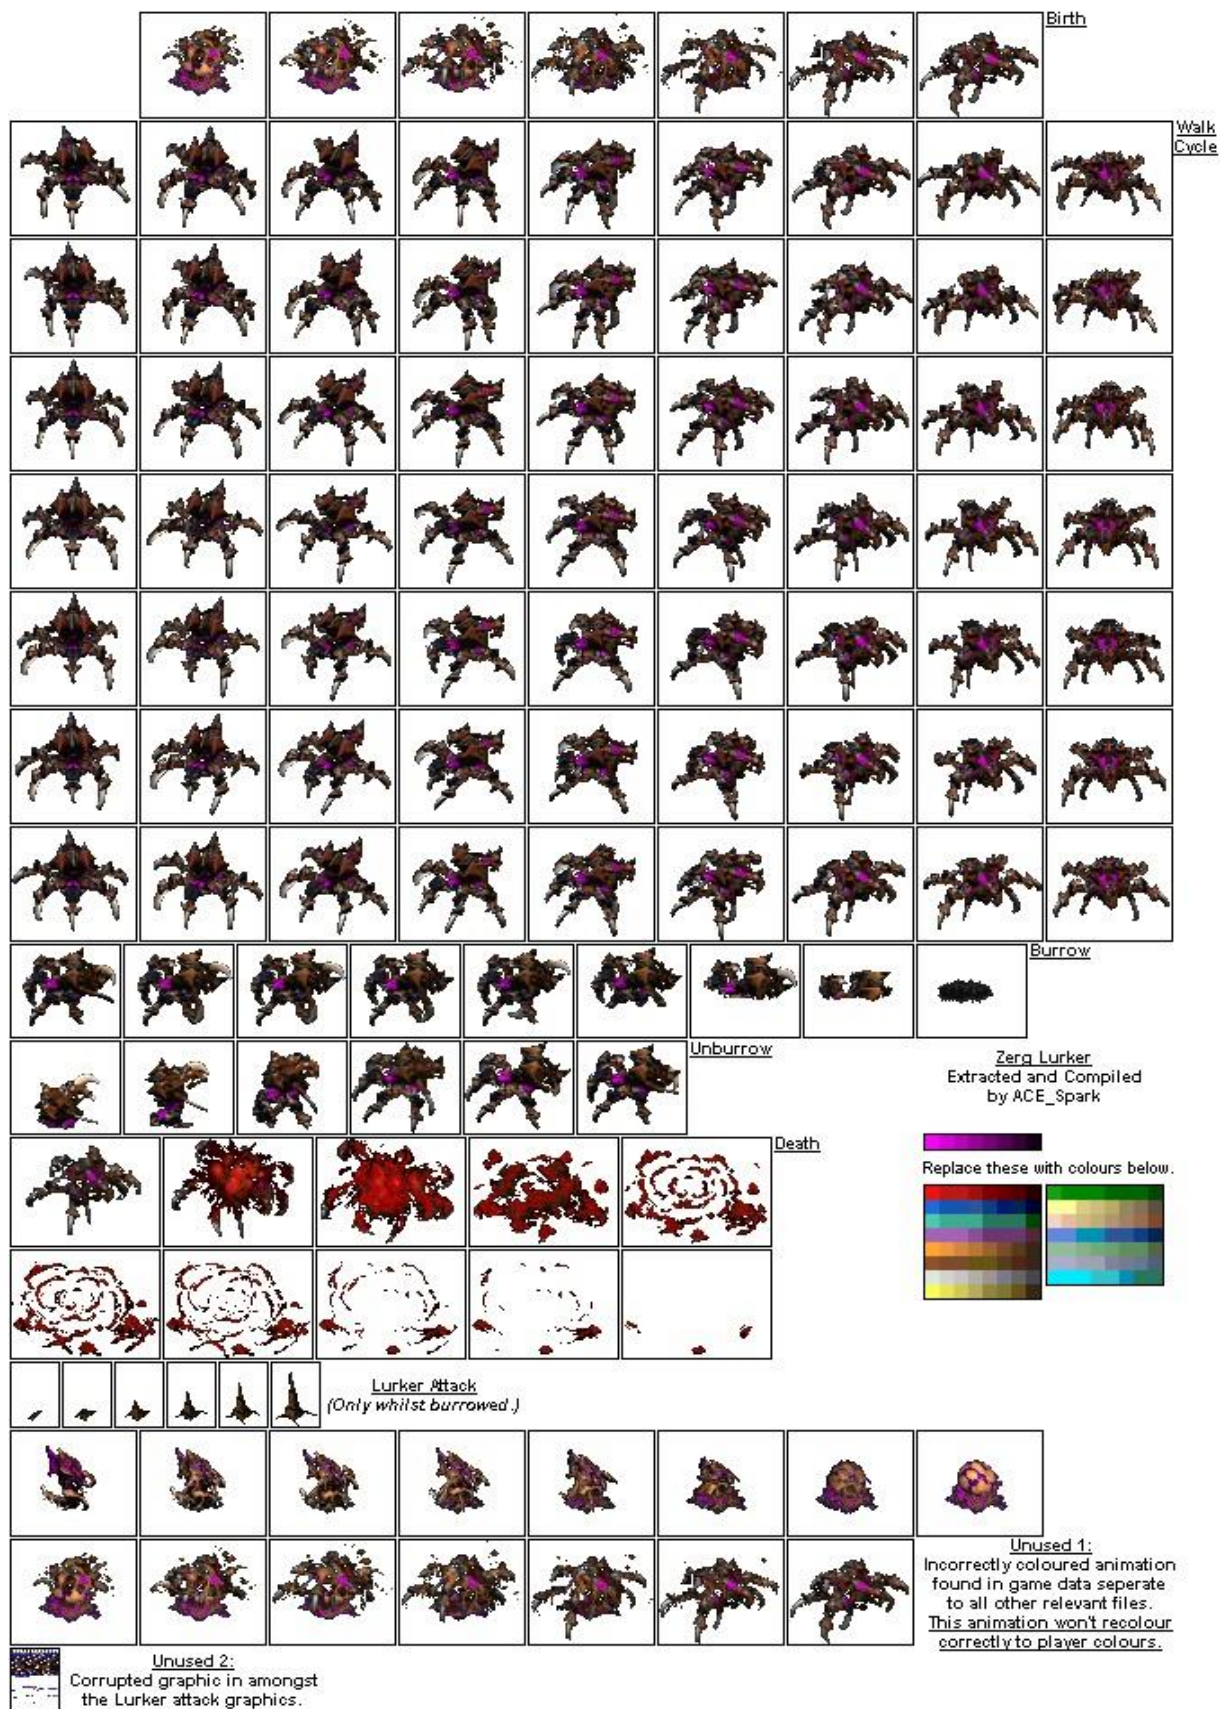 Birth
Walk
Cycle
Burrow
Unburrow
Zerg Lurker
Extracted and Compiled
by ACE_Spark
Death
Replace these with colours below.
Lurker Attack
(Only whilst burrowed.)
Unused 1:
Incorrectly coloured animation
found in game data seperate
to all other relevant files.
This animation won't recolour
correctly to player colours.
Unused 2:
Corrupted graphic in amongst
the Lurker attack graphics.